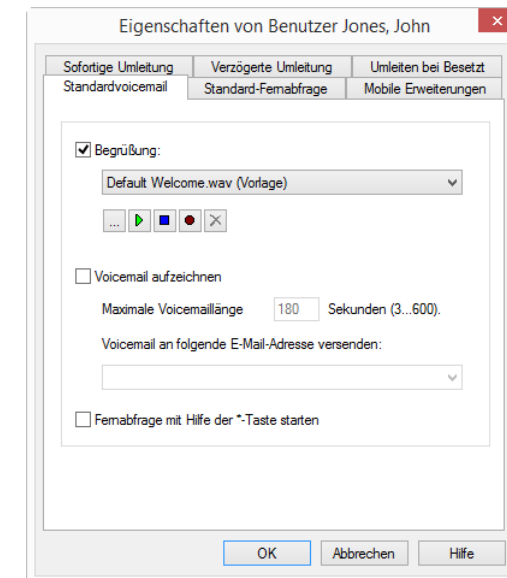 Eigenschaften von Benutzer Jones, John
Sofortige Umleitung Verzögerte Umleitung Umleiten bei Besetzt
Standardvoicemail Standard-Fernabfrage Mobile Erweiterungen
Begrüßung:
Default Welcome.wav (Vorlage)
...
Voicemail aufzeichnen
Maximale Voicemaillänge 180 Sekunden (3...600).
Voicemail an folgende E-Mail-Adresse versenden:
Fernabfrage mit Hilfe der *-Taste starten
OK Abbrechen Hilfe